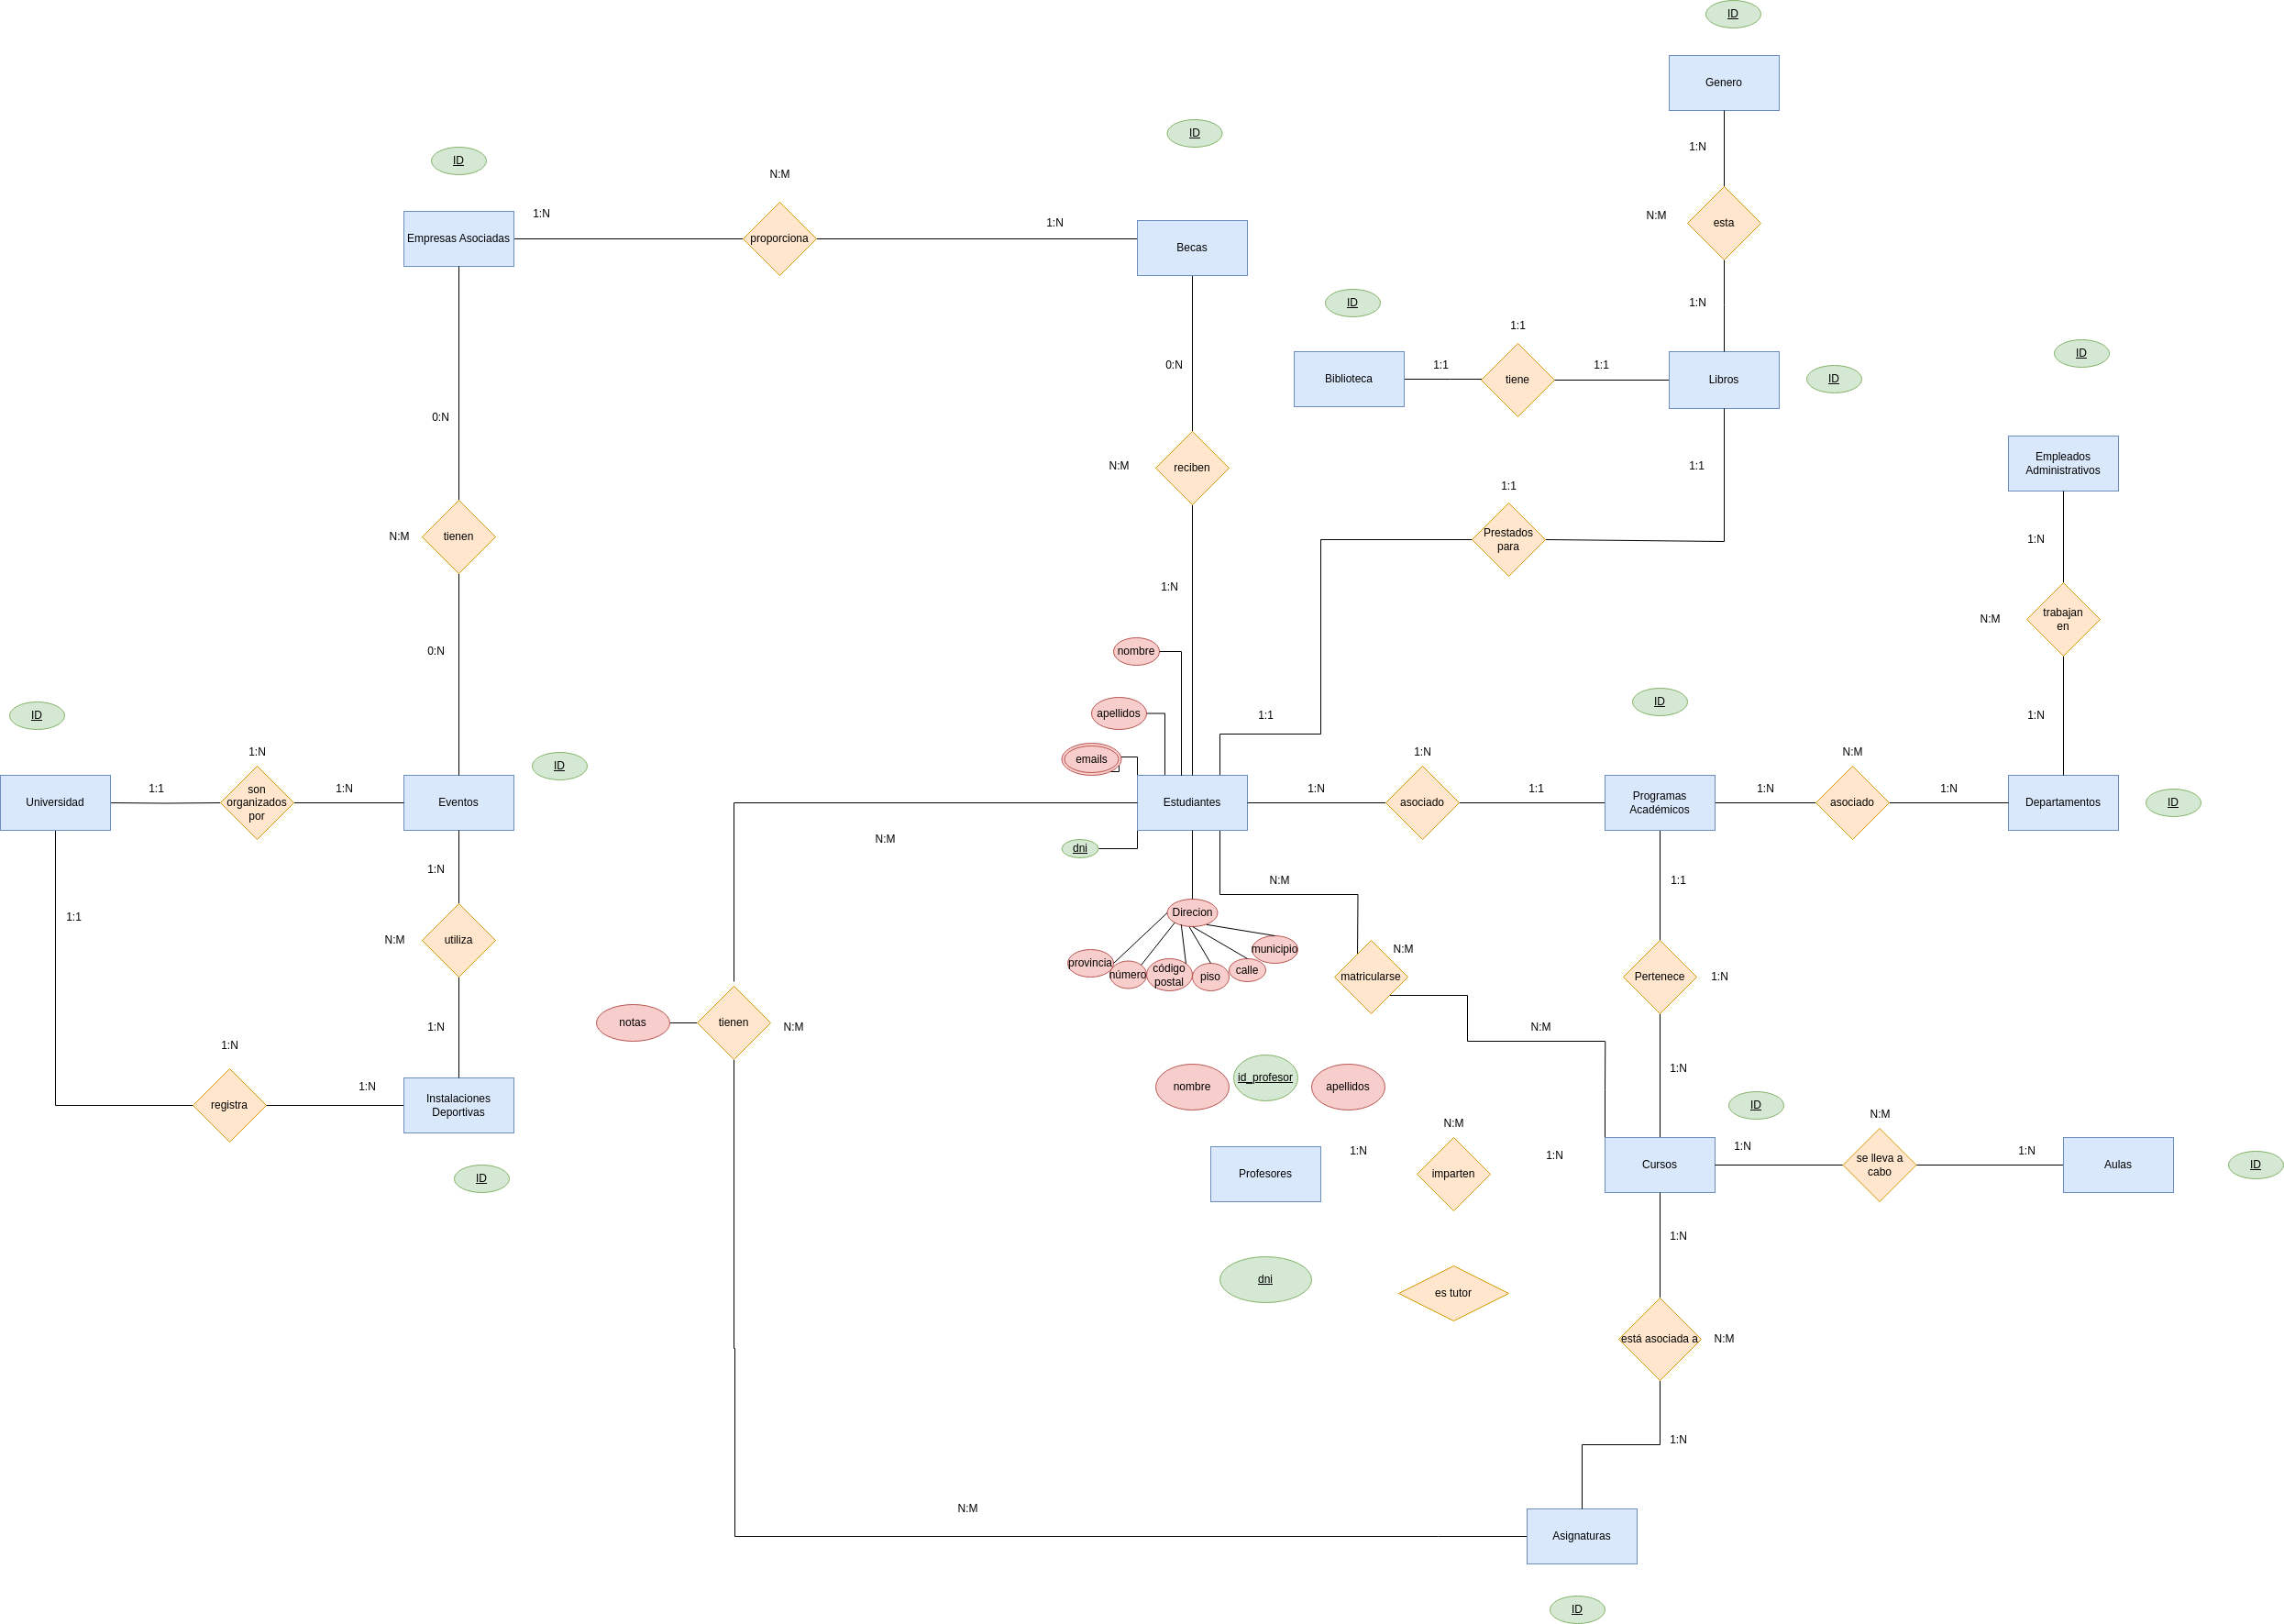 ID
Genero
ID
1:N
ID
N:M
1:N
Empresas Asociadas
proporciona
1:N
Becas
N:M
esta
1:N
ID
1:N
1:1
Biblioteca
1:1
tiene
1:1
Libros
ID
ID
0:N
0:N
N:M
reciben
1:1
1:1
Empleados
Administrativos
N:M
tienen
Prestados
para
1:N
1:N
N:M
trabajan
en
0:N
nombre
ID
apellidos
1:1
ID
1:N
ID
1:N
emails
1:N
N:M
ID
Universidad
1:1
son
organizados
por
1:N
Eventos
Estudiantes
1:N
asociado
1:1
Programas
Académicos
1:N
asociado
1:N
Departamentos
N:M
dni
1:N
N:M
1:1
1:1
Direcion
N:M
utiliza
N:M
municipio
provincia
número
código
postal
piso
calle
matricularse
Pertenece
1:N
notas
tienen
N:M
1:N
N:M
1:N
1:N
registra
1:N
Instalaciones
Deportivas
nombre
id_profesor
apellidos
ID
N:M
N:M
Profesores
1:N
imparten
1:N
Cursos
1:N
se lleva a
cabo
1:N
Aulas
ID
ID
1:N
dni
es tutor
está asociada a
N:M
1:N
N:M
Asignaturas
ID